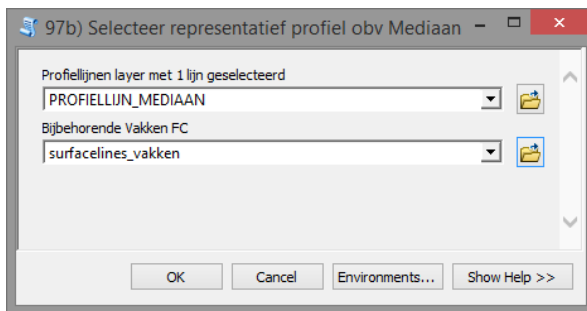 97b) Selecteer representatief profiel obv Mediaan
Profiellijnen layer met 1 lijn geselecteerd
PROFIELLIJN_MEDIAAN
Bijbehorende Vakken FC
surfacelines_vakken
OK Cancel Environments... Show Help >>